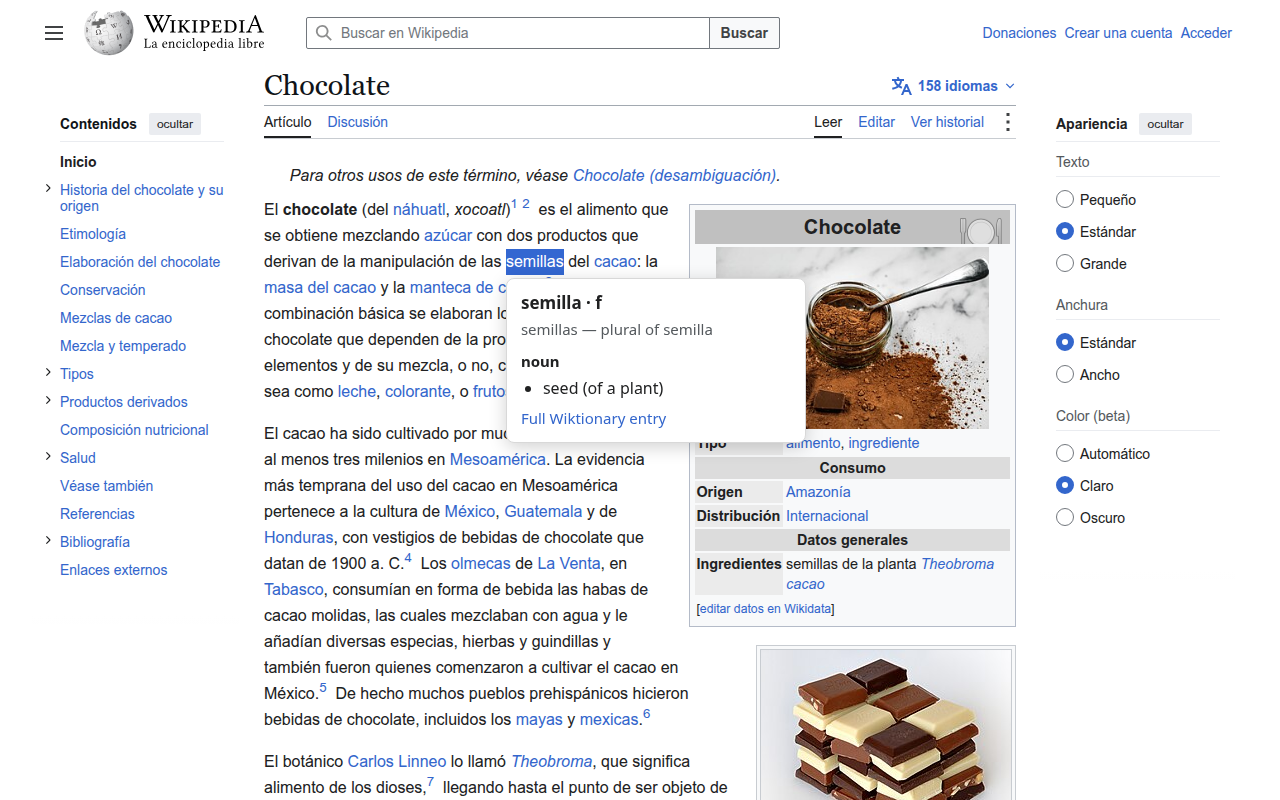 WIKIPEDIA
La enciclopedia libre
Buscar en Wikipedia
Buscar
Donaciones Crear una cuenta Acceder
Chocolate
158 idiomas
Artículo Discusión
Leer Editar Ver historial
Contenidos ocultar
Inicio
Historia del chocolate y su
origen
Etimología
Elaboración del chocolate
Conservación
Mezclas de cacao
Mezcla y temperado
Tipos
Productos derivados
Composición nutricional
Salud
Véase también
Referencias
Bibliografía
Enlaces externos
Para otros usos de este término, véase Chocolate (desambiguación).
El chocolate (del náhuatl, xocoatl)1 2 es el alimento que
se obtiene mezclando azúcar con dos productos que
derivan de la manipulación de las semillas del cacao: la
masa del cacao y la manteca de
combinación básica se elaboran
chocolate que dependen de la
elementos y de su mezcla, o no,
sea como leche, colorante, o
semilla · f
semillas — plural of semilla
noun
seed (of a plant)
Full Wiktionary entry
El cacao ha sido cultivado por
al menos tres milenios en Mesoamérica. La evidencia
más temprana del uso del cacao en Mesoamérica
pertenece a la cultura de México, Guatemala y de
Honduras, con vestigios de bebidas de chocolate que
datan de 1900 a. C.4 Los olmecas de La Venta, en
Tabasco, consumían en forma de bebida las habas de
cacao molidas, las cuales mezclaban con agua y le
añadían diversas especias, hierbas y guindillas y
también fueron quienes comenzaron a cultivar el cacao en
México.5 De hecho muchos pueblos prehispánicos hicieron
bebidas de chocolate, incluidos los mayas y mexicas.6
El botánico Carlos Linneo lo llamó Theobroma, que significa
alimento de los dioses,7 llegando hasta el punto de ser objeto de
Chocolate
Tipo alimento, ingrediente
Consumo
Origen Amazonía
Distribución Internacional
Datos generales
Ingredientes semillas de la planta Theobroma
cacao
[editar datos en Wikidata]
Apariencia ocultar
Texto
Pequeño
Estándar
Grande
Anchura
Estándar
Ancho
Color (beta)
Automático
Claro
Oscuro